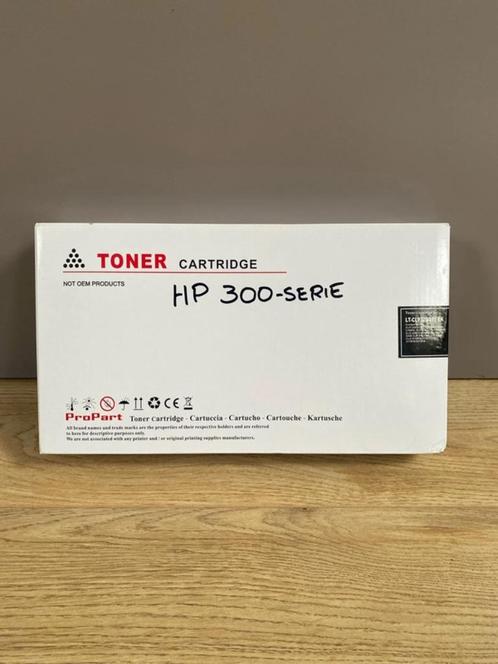 TONER CARTRIDGE
NOT OEM PRODUCTS
HP 300-SERIE
ProPart Toner Cartridge - Cartuccia - Cartucho - Cartouche - Kartusche
All brand names and trade marks are the properties of their respective holders and are referred
to here for descriptive purposes only.
We are not associated with any printer and / or original printing supplies manufacturers.